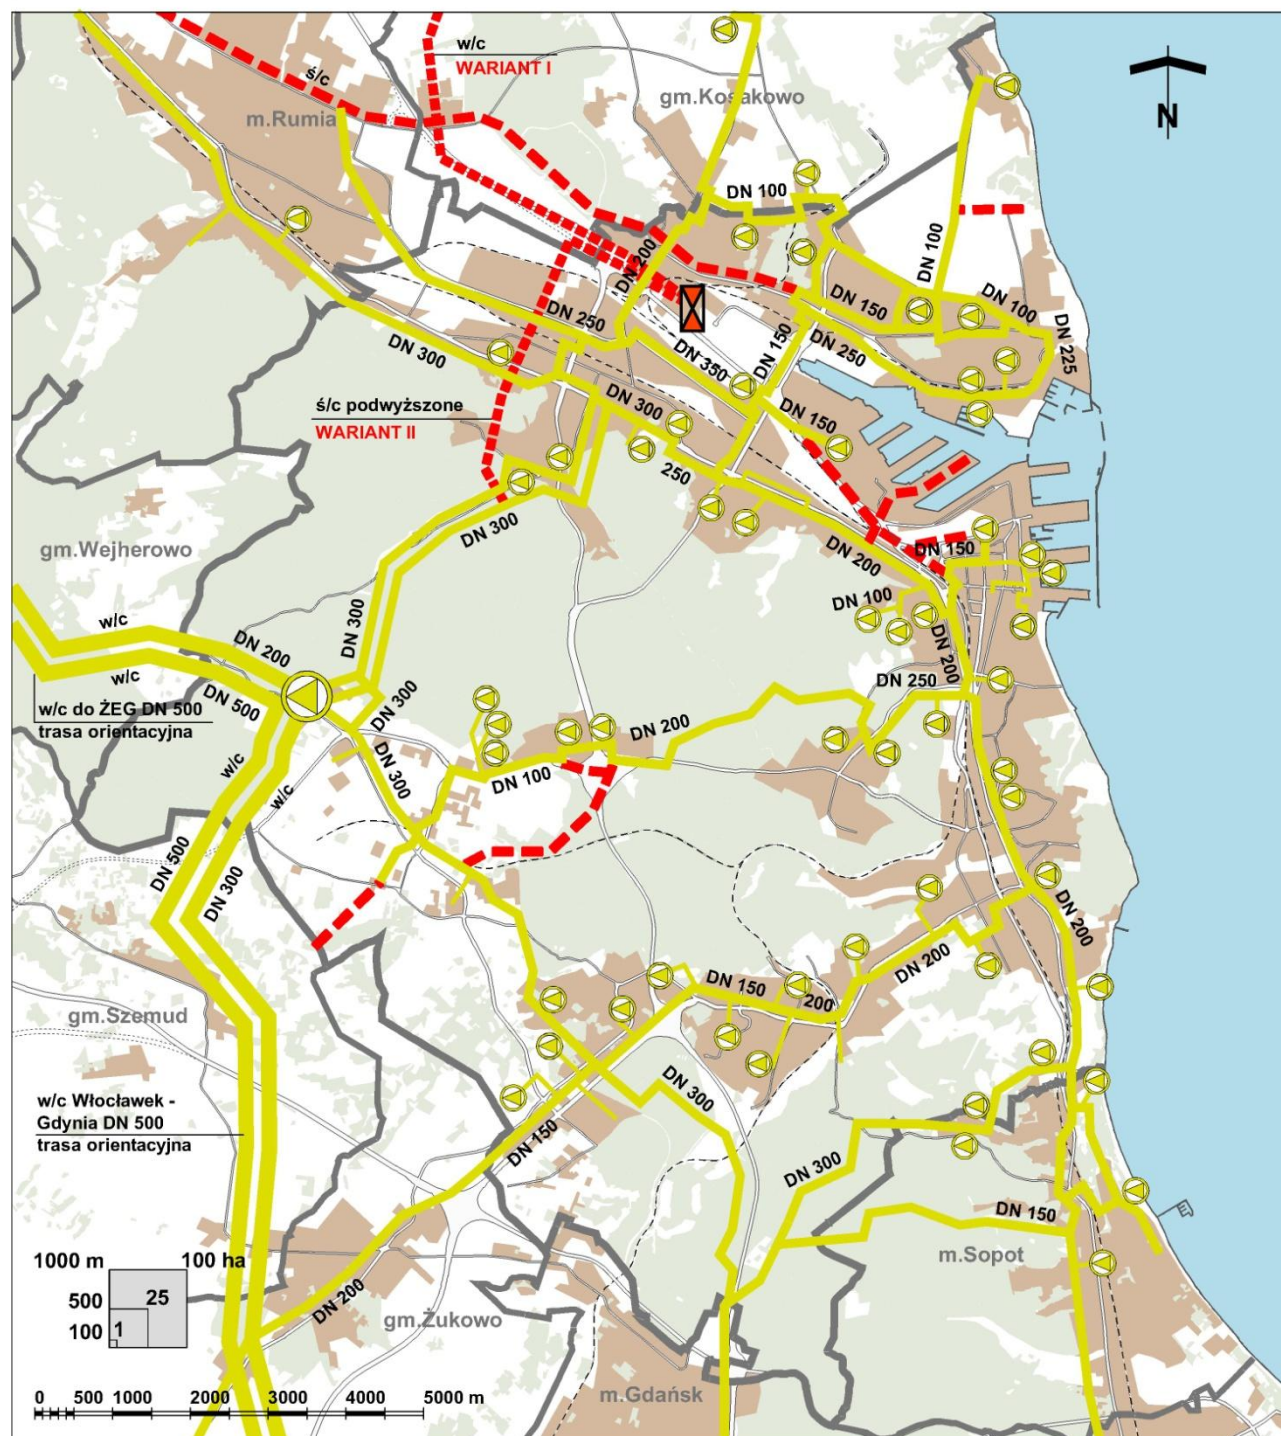 w/c
WARIANT I
ś/c
m.Rumia
gm.Kosakowo
N
DN 100
DN 200
DN 100
DN 250
DN 300
DN 350
DN 150
DN 150
DN 250
DN 100
DN 225
ś/c podwyższone
WARIANT II
DN 300
250
DN 150
DN 300
gm.Wejherowo
DN 200
DN 150
DN 100
DN 300
DN 200
w/c
DN 200
w/c
DN 500
w/c do ŻEG DN 500
trasa orientacyjna
DN 300
DN 300
DN 250
DN 200
DN 100
w/c
w/c
DN 500
DN 300
DN 200
DN 200
DN 150
200
gm.Szemud
w/c Włocławek -
Gdynia DN 500
trasa orientacyjna
DN 300
DN 150
DN 300
DN 150
m.Sopot
1000 m
100 ha
500
25
100
1
DN 200
gm.Żukowo
m.Gdańsk
0 500 1000 2000 3000 4000 5000 m